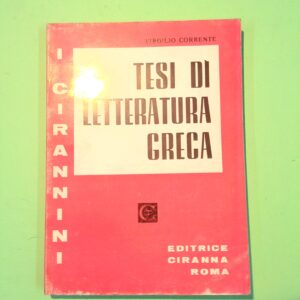 VIRGILIO CORRENTE
TESI DI
LETTERATURA
GRECA
I CIRANNINI
EDITRICE
CIRANNA
ROMA